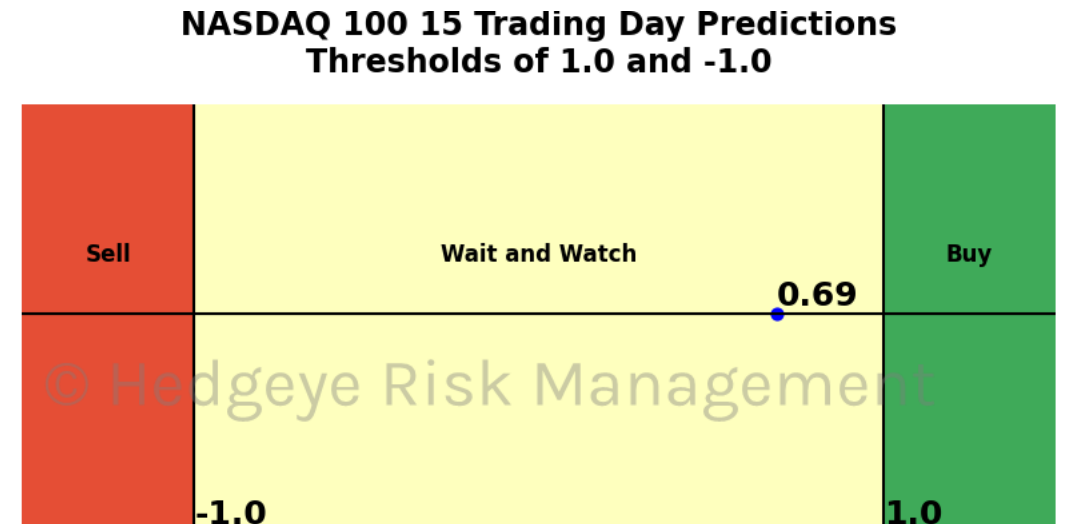 NASDAQ 100 15 Trading Day Predictions
Thresholds of 1.0 and -1.0
Sell
Wait and Watch
Buy
0.69
© Hedgeye Risk Management
-1.0
1.0